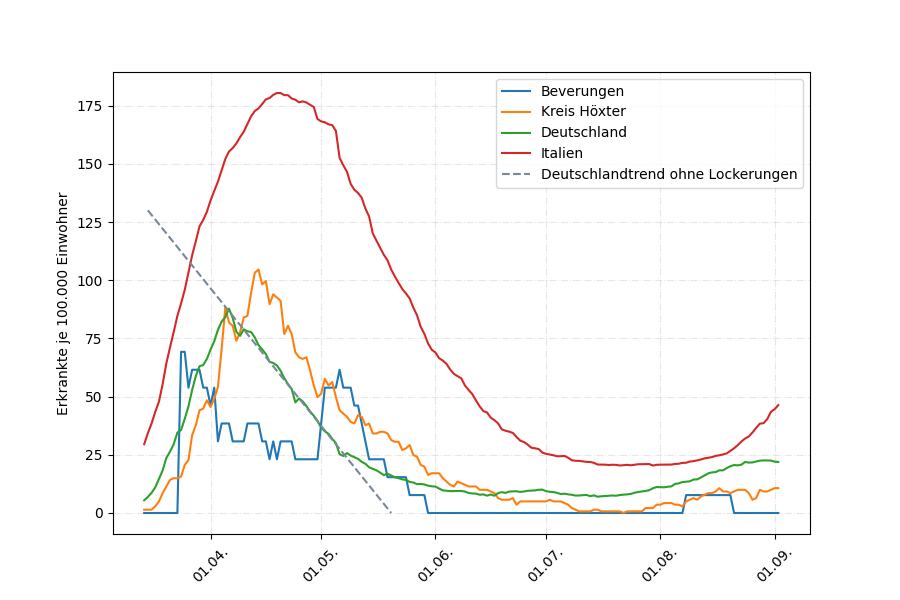 Beverungen
Kreis Höxter
Deutschland
Italien
Deutschlandtrend ohne Lockerungen
Erkrankte je 100.000 Einwohner
175
150
125
100
75
50
25
0
01.04.
01.05.
01.06.
01.07.
01.08.
01.09.